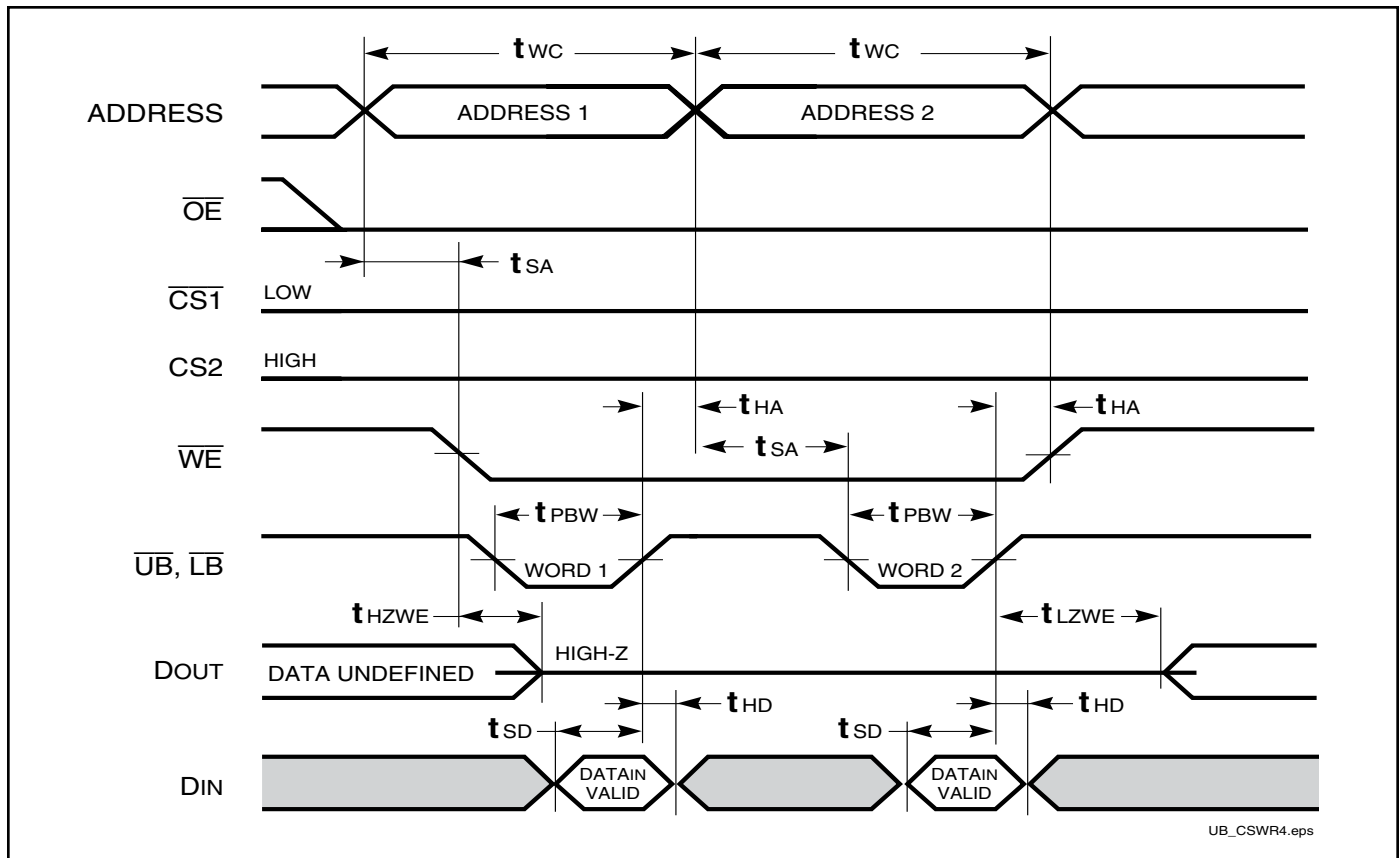 tWC tWC
ADDRESS ADDRESS 1 ADDRESS 2
OE
tSA
CS1 LOW
CS2 HIGH
tHA tHA
WE tSA
tPBW tPBW
UB, LB WORD 1 WORD 2
tHZWE tLZWE
DOUT DATA UNDEFINED HIGH-Z
tHD tHD
tSD tSD
DIN DATAIN VALID DATAIN VALID
UB_CSWR4.eps